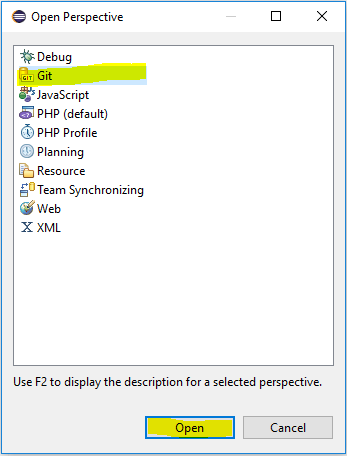 Open Perspective
Debug
Git
JavaScript
PHP (default)
PHP Profile
Planning
Resource
Team Synchronizing
Web
XML
Use F2 to display the description for a selected perspective.
Open Cancel